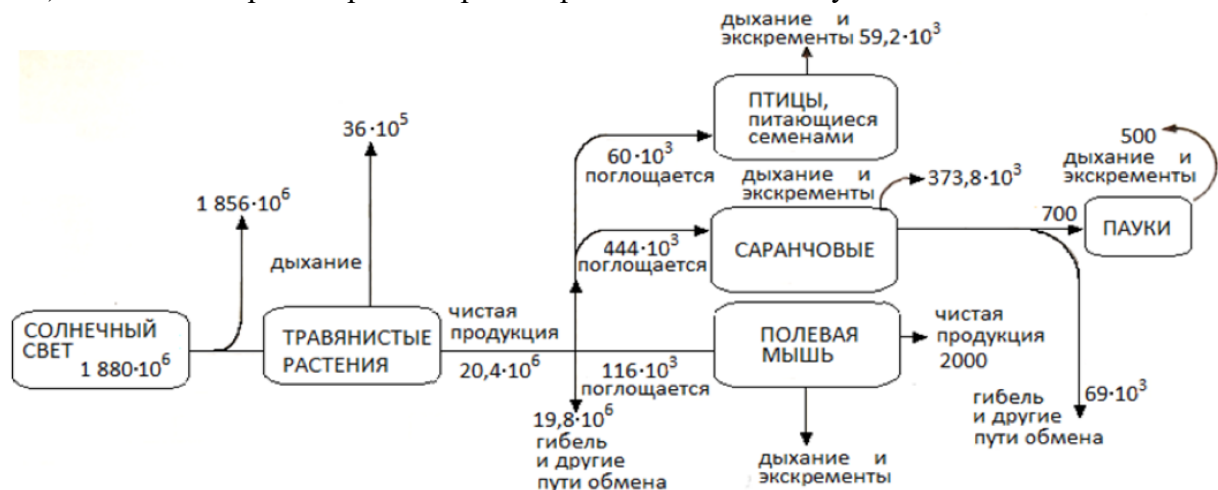 дыхание и
экскременты 59,2·10³
ПТИЦЫ,
питающиеся
семенами
36·10⁵
60·10³
поглощается
500
дыхание и
экскременты
дыхание и
экскременты
373,8·10³
1 856·10⁶
700
ПАУКИ
444·10³
поглощается
САРАНЧОВЫЕ
дыхание
СОЛНЕЧНЫЙ
СВЕТ
1 880·10⁶
ТРАВЯНИСТЫЕ
РАСТЕНИЯ
чистая
продукция
20,4·10⁶
116·10³
поглощается
ПОЛЕВАЯ
МЫШЬ
чистая
продукция
2000
19,8·10⁶
гибель
и другие
пути обмена
дыхание и
экскременты
гибель
и другие
пути обмена
69·10³